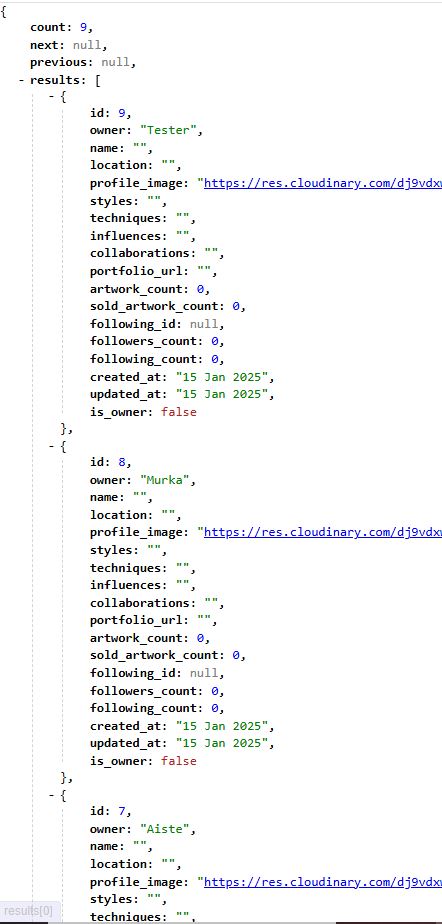 {
count: 9,
next: null,
previous: null,
- results: [
- {
id: 9,
owner: "Tester",
name: "",
location: "",
profile_image: "https://res.cloudinary.com/dj9vdx
styles: "",
techniques: "",
influences: "",
collaborations: "",
portfolio_url: "",
artwork_count: 0,
sold_artwork_count: 0,
following_id: null,
followers_count: 0,
following_count: 0,
created_at: "15 Jan 2025",
updated_at: "15 Jan 2025",
is_owner: false
},
- {
id: 8,
owner: "Murka",
name: "",
location: "",
profile_image: "https://res.cloudinary.com/dj9vdx
styles: "",
techniques: "",
influences: "",
collaborations: "",
portfolio_url: "",
artwork_count: 0,
sold_artwork_count: 0,
following_id: null,
followers_count: 0,
following_count: 0,
created_at: "15 Jan 2025",
updated_at: "15 Jan 2025",
is_owner: false
},
- {
id: 7,
owner: "Aiste",
name: "",
location: "",
profile_image: "https://res.cloudinary.com/dj9vdx
styles: "",
techniques: "",
results[0]